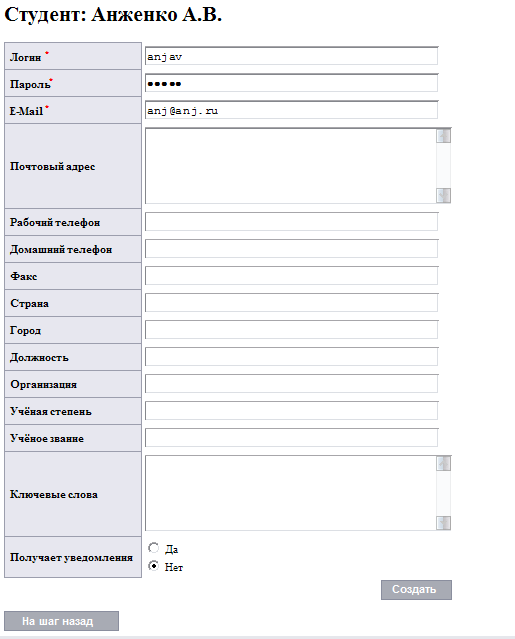 Студент: Анженко А.В.
Логин * anjav
Пароль* •••••
E-Mail * anj@anj.ru
Почтовый адрес
Рабочий телефон
Домашний телефон
Факс
Страна
Город
Должность
Организация
Учёная степень
Учёное звание
Ключевые слова
Получает уведомления
Да
Нет
Создать
На шаг назад